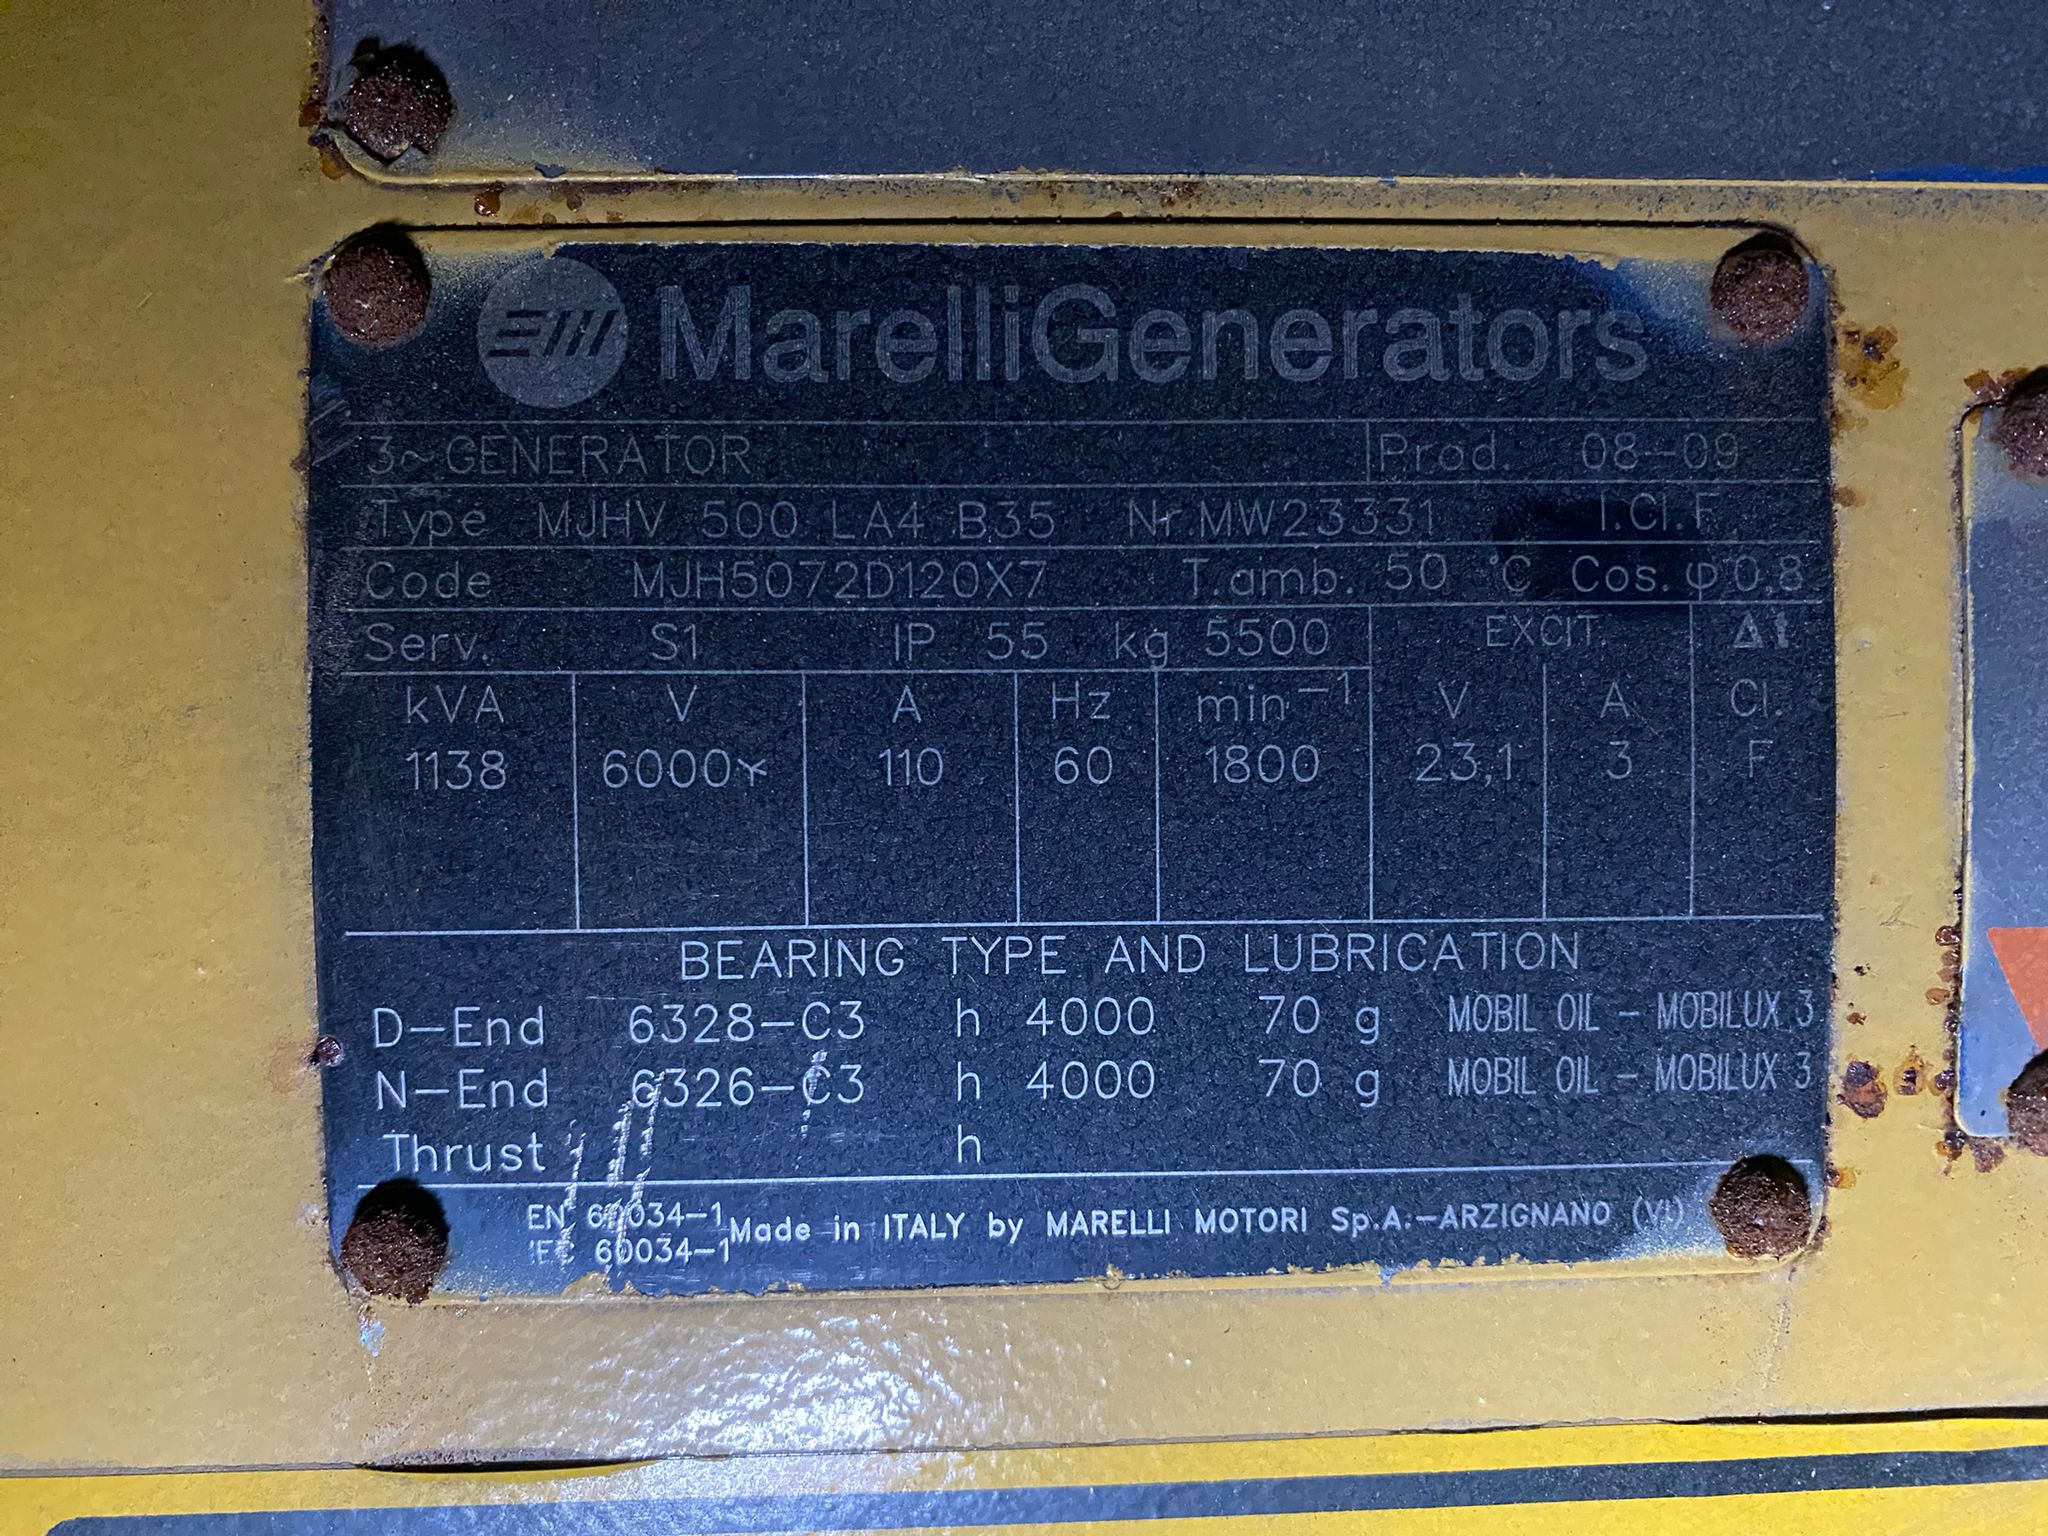 MarelliGenerators
3~GENERATOR Prod. 08-09
Type MJHV 500 LA4 B35 Nr.MW23331 I.Cl.F
Code MJH5072D120X7 T.amb. 50 °C Cos.φ0,8
Serv. S1 IP 55 kg 5500 EXCIT. Δt
kVA V A Hz min⁻¹ V A Cl.
1138 6000Y 110 60 1800 23,1 3 F
BEARING TYPE AND LUBRICATION
D-End 6328-C3 h 4000 70 g MOBIL OIL - MOBILUX 3
N-End 6326-C3 h 4000 70 g MOBIL OIL - MOBILUX 3
Thrust h
EN 60034-1
IEC 60034-1
Made in ITALY by MARELLI MOTORI Sp.A.-ARZIGNANO (VI)